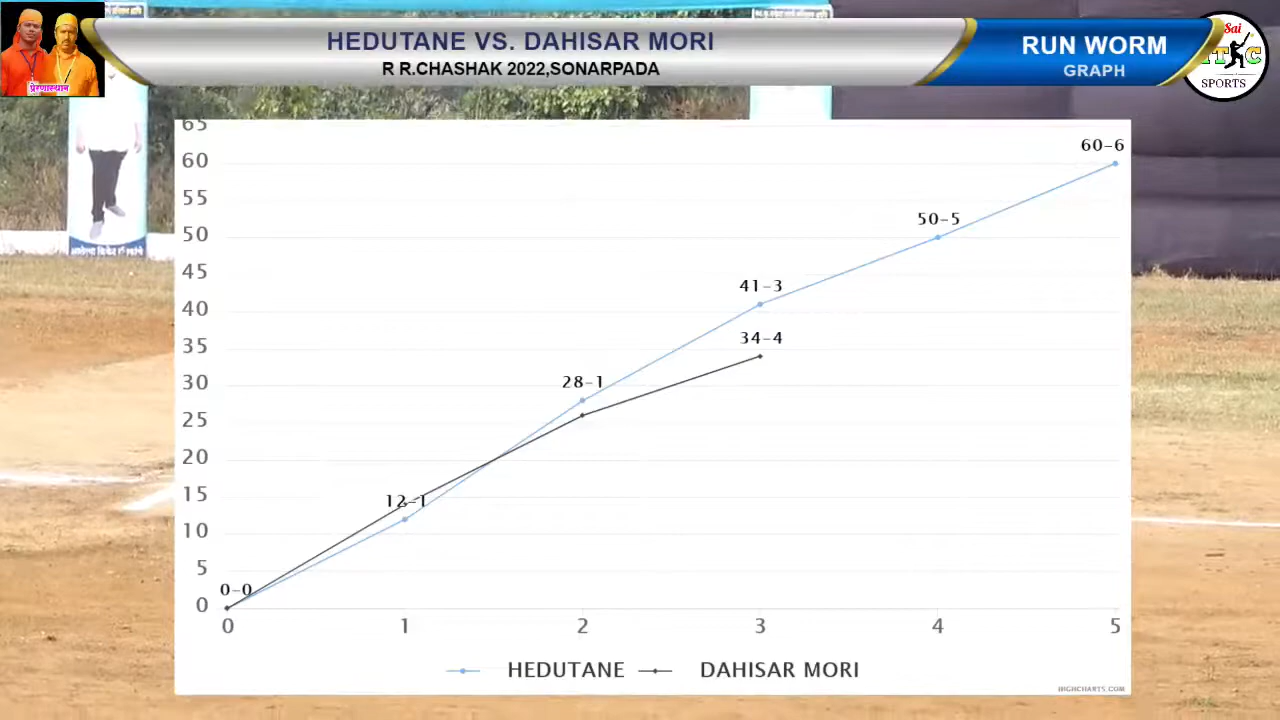 HEDUTANE VS. DAHISAR MORI
R R.CHASHAK 2022,SONARPADA
RUN WORM
GRAPH
Sai
SPORTS
प्रेरणास्थान
65
60
55
50
45
40
35
30
25
20
15
10
5
0
60-6
50-5
41-3
34-4
28-1
12-1
0-0
0 1 2 3 4 5
HEDUTANE DAHISAR MORI
HIGHCHARTS.COM